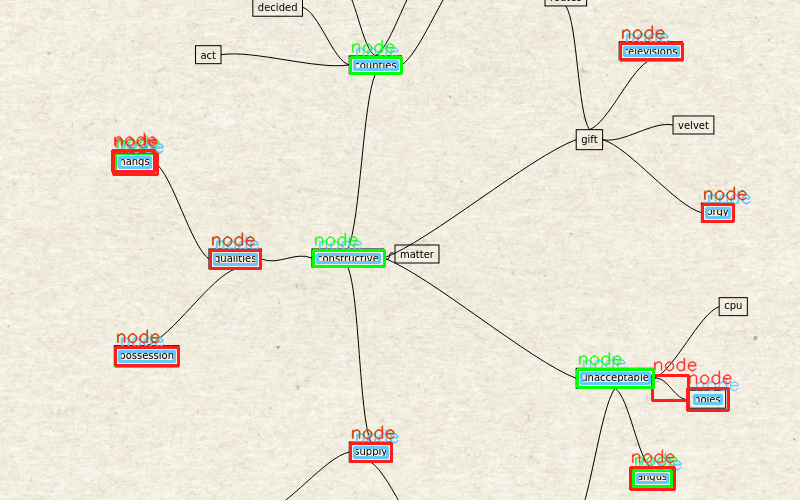 decided
node
televisions
act
node
counties
velvet
node
hangs
gift
node
orgy
node
qualities
node
constructive
matter
cpu
node
possession
node
unacceptable
node
node
holes
node
supply
node
angus